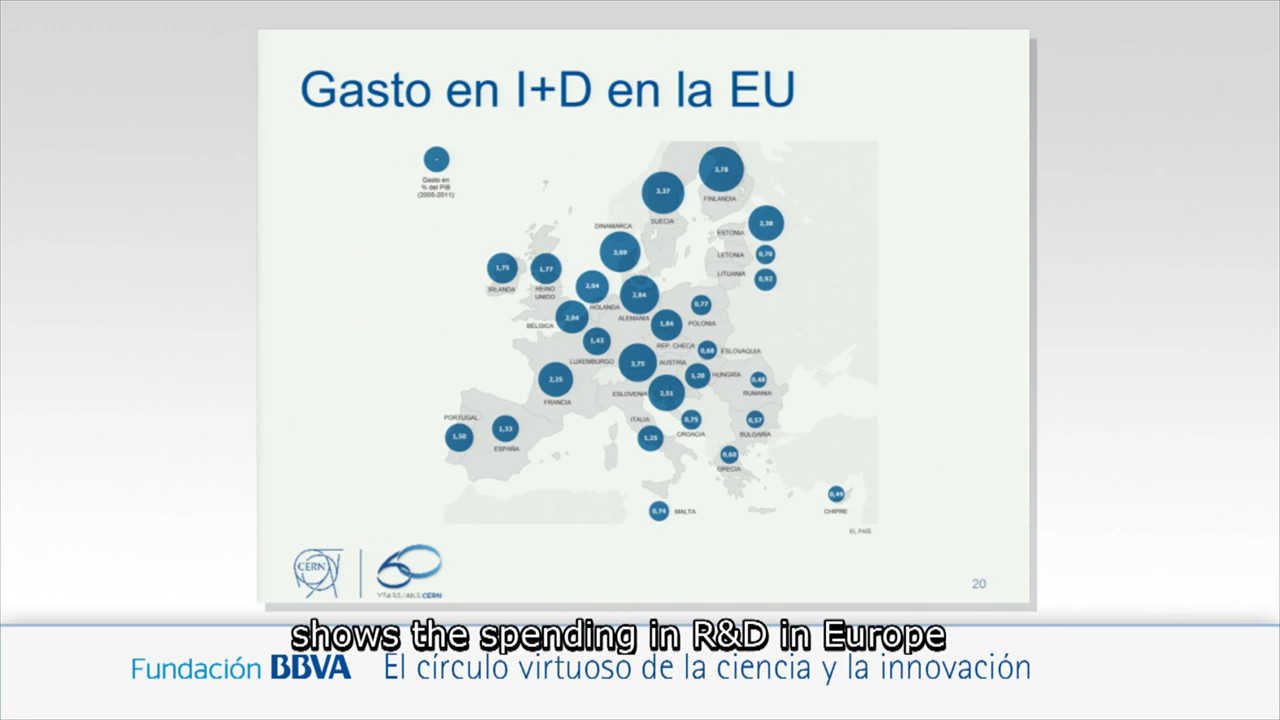 Gasto en I+D en la EU
-
Gasto en
% del PIB
(2005-2011)
3,78
FINLANDIA
3,37
SUECIA
2,38
ESTONIA
DINAMARCA
3,09
LETONIA
0,70
LITUANIA
0,92
1,75
IRLANDA
1,77
REINO
UNIDO
2,04
HOLANDA
2,84
ALEMANIA
0,77
POLONIA
2,04
BÉLGICA
1,84
REP. CHECA
1,43
LUXEMBURGO
0,68
ESLOVAQUIA
2,75
AUSTRIA
1,20
HUNGRÍA
2,25
FRANCIA
ESLOVENIA
2,51
0,48
RUMANIA
PORTUGAL
1,50
1,33
ESPAÑA
ITALIA
1,25
0,75
CROACIA
0,57
BULGARIA
0,60
GRECIA
0,49
CHIPRE
0,74
MALTA
EL PAÍS
CERN
60
YEARS/ANS CERN
20
shows the spending in R&D in Europe
Fundación BBVA El círculo virtuoso de la ciencia y la innovación